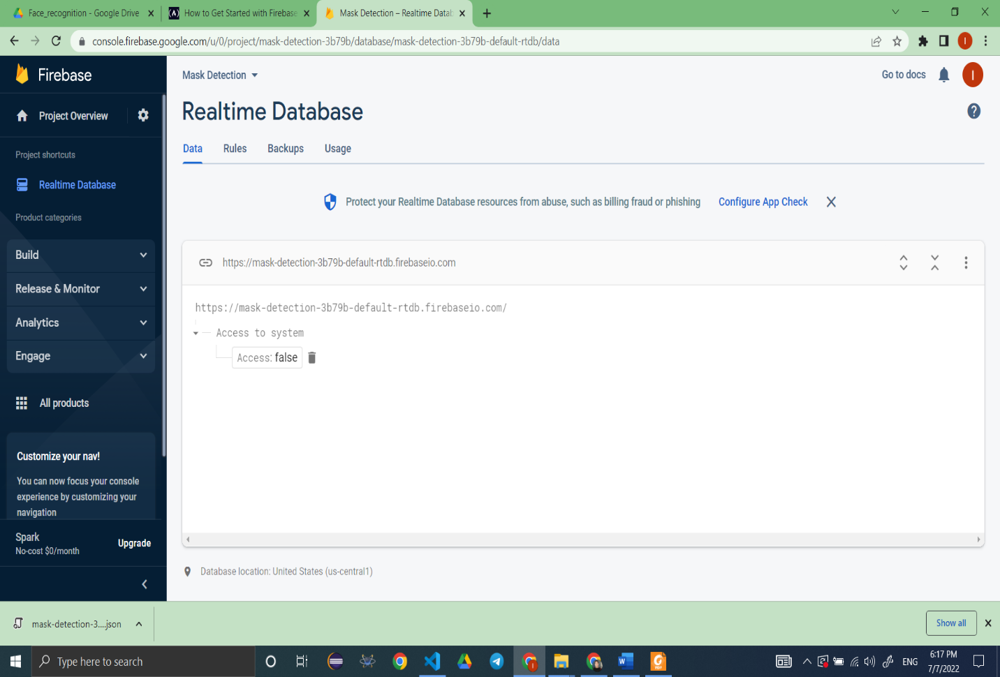 Face_recognition - Google Drive
How to Get Started with Firebase
Mask Detection – Realtime Datab
console.firebase.google.com/u/0/project/mask-detection-3b79b/database/mask-detection-3b79b-default-rtdb/data
I
Firebase
Mask Detection
Go to docs
I
Project Overview
Realtime Database
?
Project shortcuts
Data Rules Backups Usage
Realtime Database
Protect your Realtime Database resources from abuse, such as billing fraud or phishing Configure App Check
Product categories
Build
Release & Monitor
Analytics
Engage
All products
https://mask-detection-3b79b-default-rtdb.firebaseio.com
https://mask-detection-3b79b-default-rtdb.firebaseio.com/
Access to system
Access: false
Customize your nav!
You can now focus your console
experience by customizing your
navigation
Spark
No-cost $0/month
Upgrade
Database location: United States (us-central1)
mask-detection-3....json
Show all
Type here to search
ENG
6:17 PM
7/7/2022